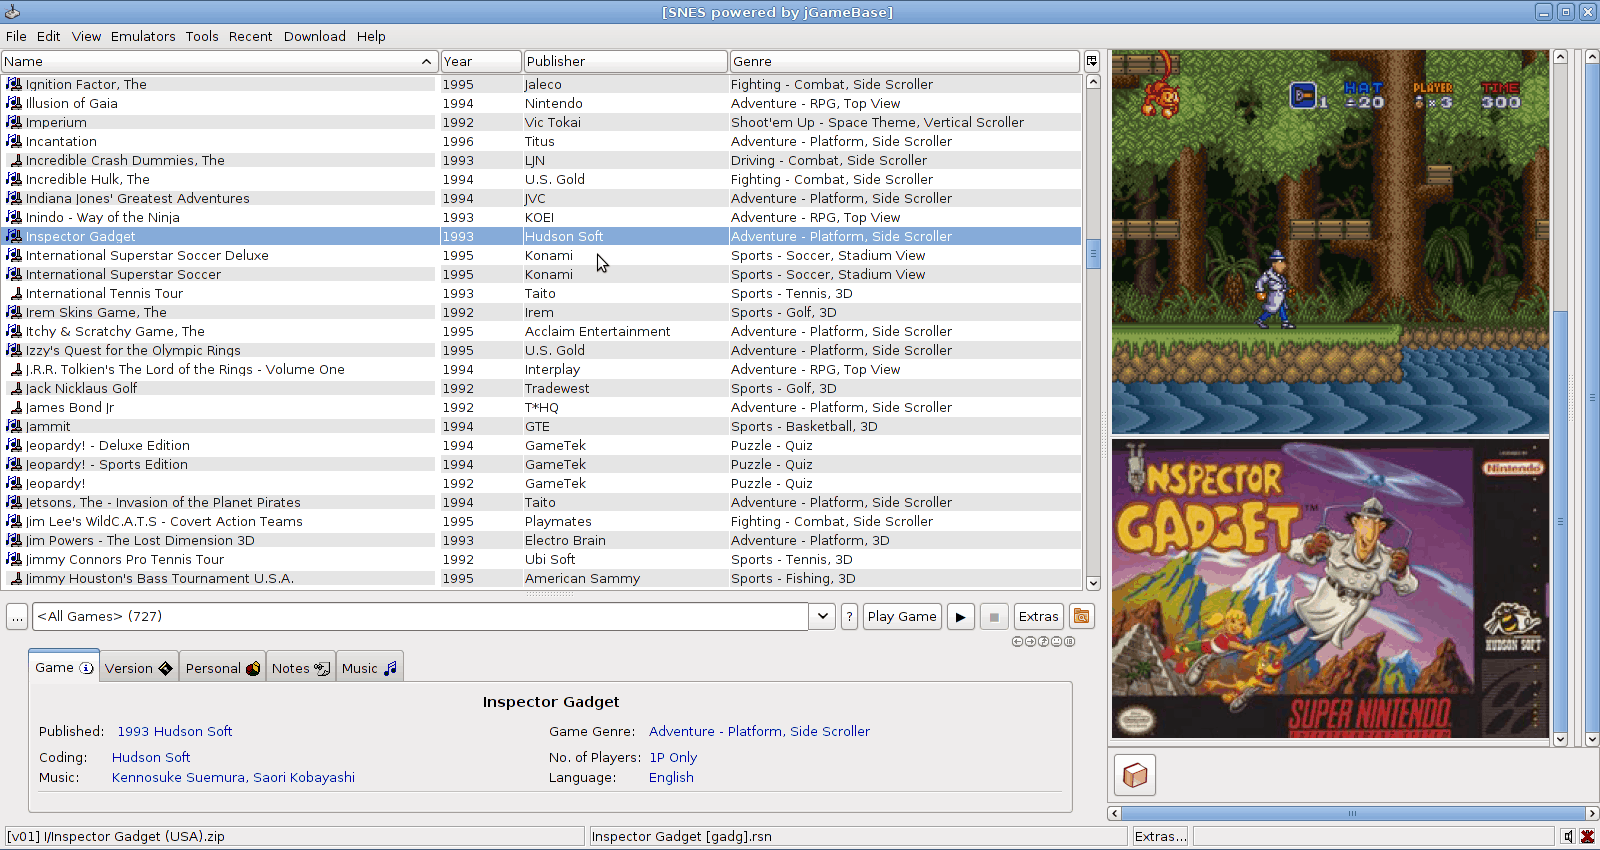 [SNES powered by jGameBase]
File Edit View Emulators Tools Recent Download Help
Name Year Publisher Genre
Ignition Factor, The 1995 Jaleco Fighting - Combat, Side Scroller
Illusion of Gaia 1994 Nintendo Adventure - RPG, Top View
Imperium 1992 Vic Tokai Shoot'em Up - Space Theme, Vertical Scroller
Incantation 1996 Titus Adventure - Platform, Side Scroller
Incredible Crash Dummies, The 1993 LJN Driving - Combat, Side Scroller
Incredible Hulk, The 1994 U.S. Gold Fighting - Combat, Side Scroller
Indiana Jones' Greatest Adventures 1994 JVC Adventure - Platform, Side Scroller
Inindo - Way of the Ninja 1993 KOEI Adventure - RPG, Top View
Inspector Gadget 1993 Hudson Soft Adventure - Platform, Side Scroller
International Superstar Soccer Deluxe 1995 Konami Sports - Soccer, Stadium View
International Superstar Soccer 1995 Konami Sports - Soccer, Stadium View
International Tennis Tour 1993 Taito Sports - Tennis, 3D
Irem Skins Game, The 1992 Irem Sports - Golf, 3D
Itchy & Scratchy Game, The 1995 Acclaim Entertainment Adventure - Platform, Side Scroller
Izzy's Quest for the Olympic Rings 1995 U.S. Gold Adventure - Platform, Side Scroller
J.R.R. Tolkien's The Lord of the Rings - Volume One 1994 Interplay Adventure - RPG, Top View
Jack Nicklaus Golf 1992 Tradewest Sports - Golf, 3D
James Bond Jr 1992 T*HQ Adventure - Platform, Side Scroller
Jammit 1994 GTE Sports - Basketball, 3D
Jeopardy! - Deluxe Edition 1994 GameTek Puzzle - Quiz
Jeopardy! - Sports Edition 1994 GameTek Puzzle - Quiz
Jeopardy! 1992 GameTek Puzzle - Quiz
Jetsons, The - Invasion of the Planet Pirates 1994 Taito Adventure - Platform, Side Scroller
Jim Lee's WildC.A.T.S - Covert Action Teams 1995 Playmates Fighting - Combat, Side Scroller
Jim Powers - The Lost Dimension 3D 1993 Electro Brain Adventure - Platform, 3D
Jimmy Connors Pro Tennis Tour 1992 Ubi Soft Sports - Tennis, 3D
Jimmy Houston's Bass Tournament U.S.A. 1995 American Sammy Sports - Fishing, 3D
... <All Games> (727) ? Play Game Extras
Game Version Personal Notes Music
Inspector Gadget
Published: 1993 Hudson Soft Game Genre: Adventure - Platform, Side Scroller
Coding: Hudson Soft No. of Players: 1P Only
Music: Kennosuke Suemura, Saori Kobayashi Language: English
[v01] I/Inspector Gadget (USA).zip Inspector Gadget [gadg].rsn Extras...
HAT PLAYER TIME
1 =20 ×3 300
Nintendo
INSPECTOR
GADGET TM
HUDSON SOFT
SUPER NINTENDO